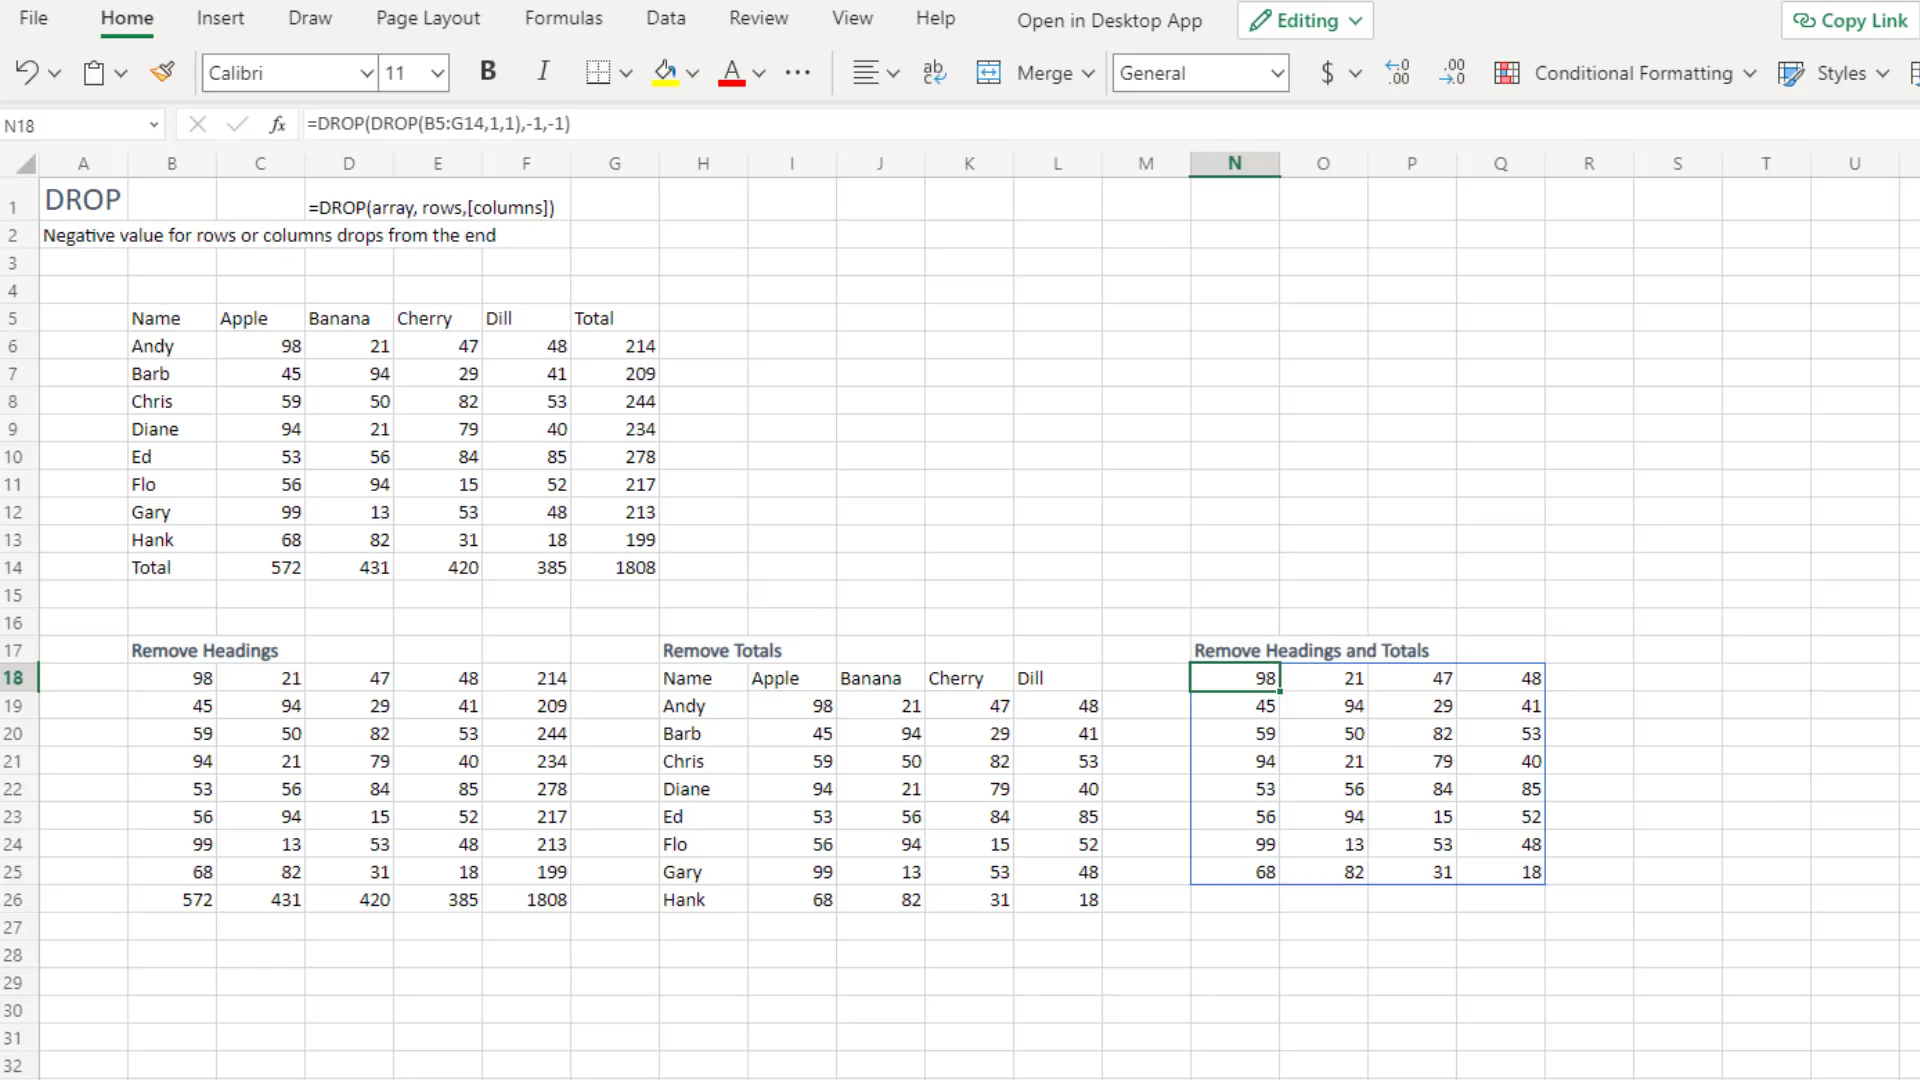 File Home Insert Draw Page Layout Formulas Data Review View Help Open in Desktop App Editing Copy Link
Calibri 11 B I A ab Merge General $ .00 .00 Conditional Formatting Styles
N18 fx =DROP(DROP(B5:G14,1,1),-1,-1)
A B C D E F G H I J K L M N O P Q R S T U
1 DROP =DROP(array, rows,[columns])
2 Negative value for rows or columns drops from the end
3
4
5 Name Apple Banana Cherry Dill Total
6 Andy 98 21 47 48 214
7 Barb 45 94 29 41 209
8 Chris 59 50 82 53 244
9 Diane 94 21 79 40 234
10 Ed 53 56 84 85 278
11 Flo 56 94 15 52 217
12 Gary 99 13 53 48 213
13 Hank 68 82 31 18 199
14 Total 572 431 420 385 1808
15
16
17 Remove Headings Remove Totals Remove Headings and Totals
18 98 21 47 48 214 Name Apple Banana Cherry Dill 98 21 47 48
19 45 94 29 41 209 Andy 98 21 47 48 45 94 29 41
20 59 50 82 53 244 Barb 45 94 29 41 59 50 82 53
21 94 21 79 40 234 Chris 59 50 82 53 94 21 79 40
22 53 56 84 85 278 Diane 94 21 79 40 53 56 84 85
23 56 94 15 52 217 Ed 53 56 84 85 56 94 15 52
24 99 13 53 48 213 Flo 56 94 15 52 99 13 53 48
25 68 82 31 18 199 Gary 99 13 53 48 68 82 31 18
26 572 431 420 385 1808 Hank 68 82 31 18
27
28
29
30
31
32